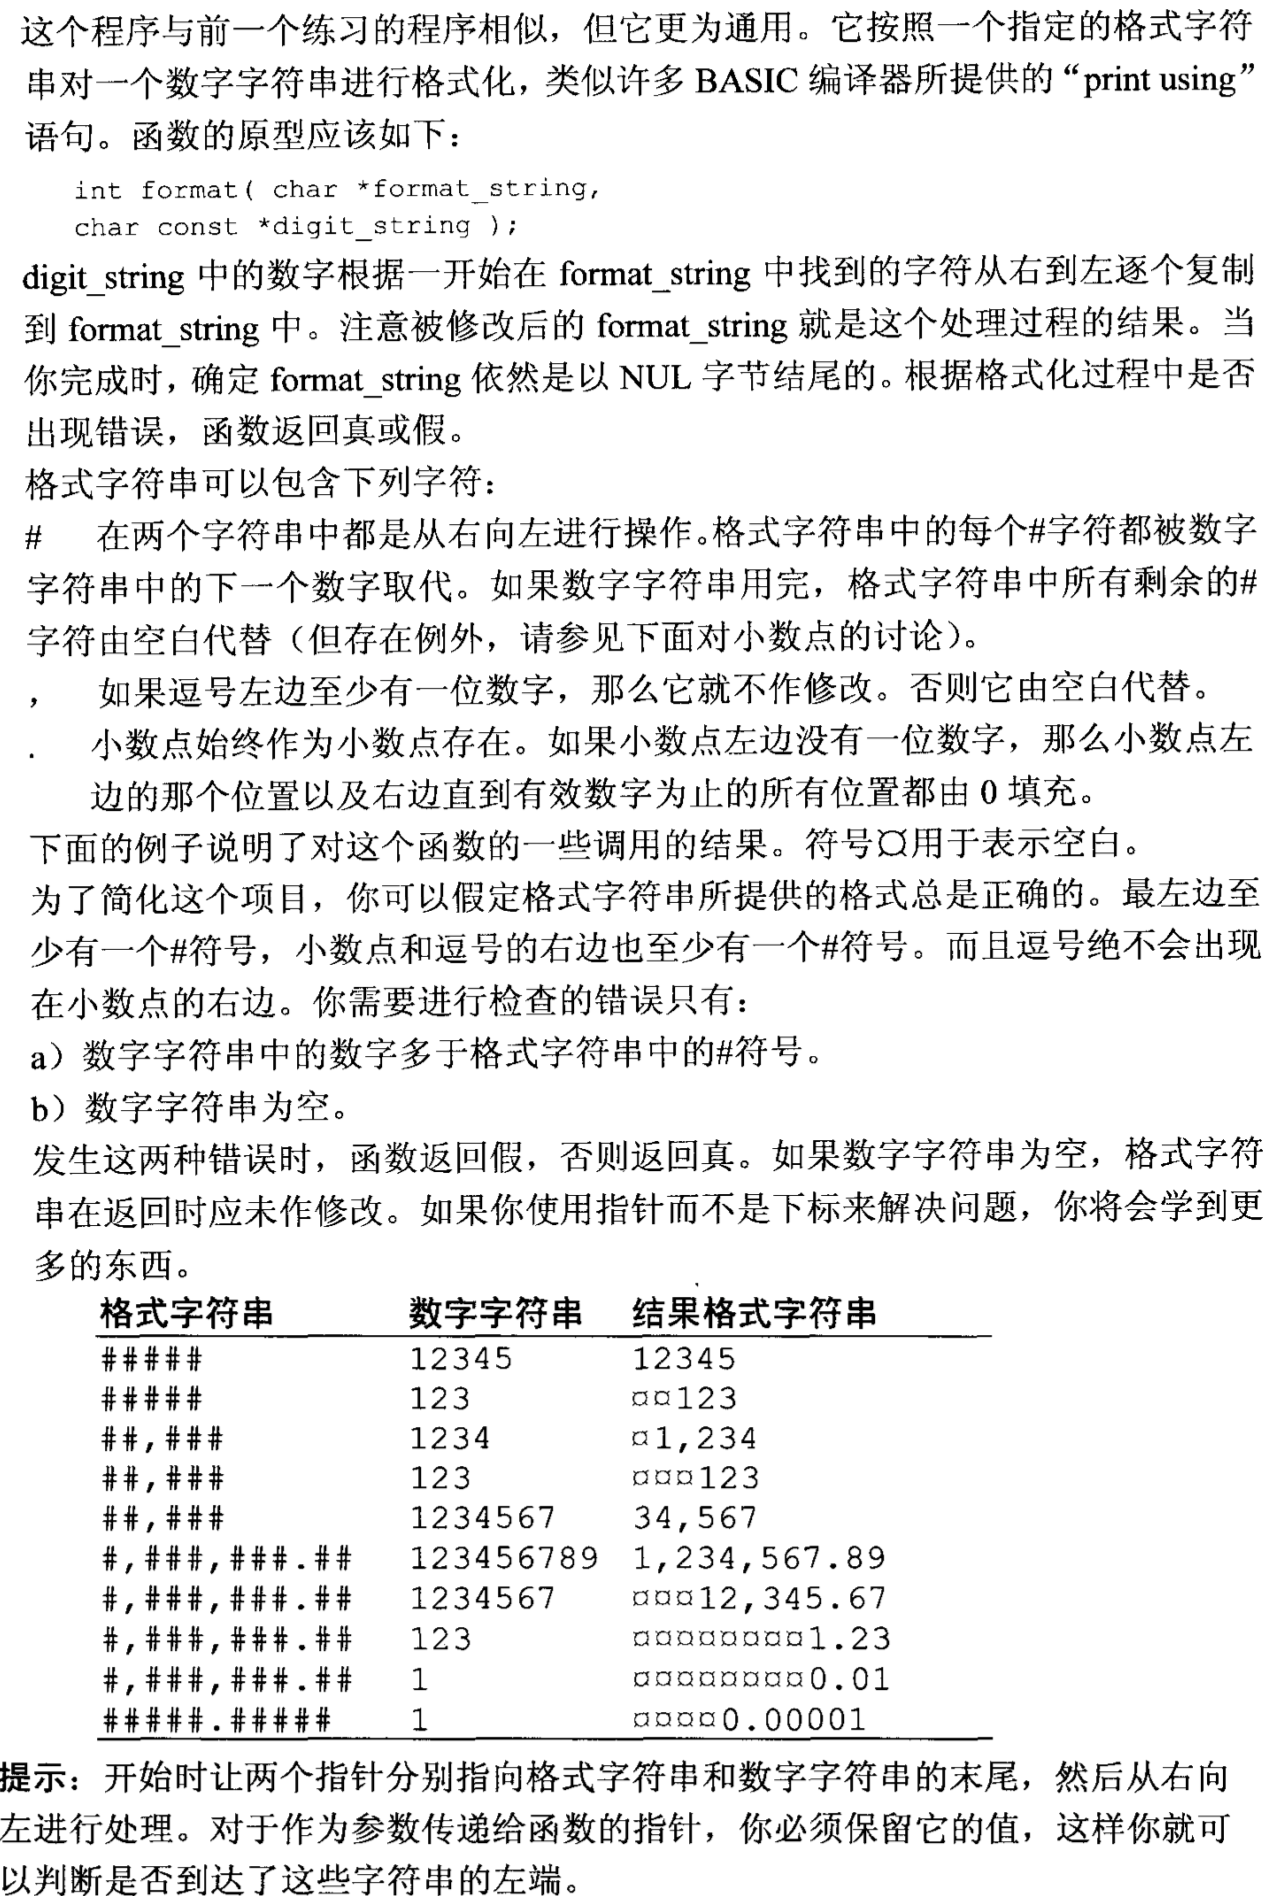 这个程序与前一个练习的程序相似，但它更为通用。它按照一个指定的格式字符
串对一个数字字符串进行格式化，类似许多 BASIC 编译器所提供的“print using”
语句。函数的原型应该如下：
int format( char *format_string,
char const *digit_string );
digit_string 中的数字根据一开始在 format_string 中找到的字符从右到左逐个复制
到 format_string 中。注意被修改后的 format_string 就是这个处理过程的结果。当
你完成时，确定 format_string 依然是以 NUL 字节结尾的。根据格式化过程中是否
出现错误，函数返回真或假。
格式字符串可以包含下列字符：
# 在两个字符串中都是从右向左进行操作。格式字符串中的每个#字符都被数字
字符串中的下一个数字取代。如果数字字符串用完，格式字符串中所有剩余的#
字符由空白代替（但存在例外，请参见下面对小数点的讨论）。
， 如果逗号左边至少有一位数字，那么它就不作修改。否则它由空白代替。
. 小数点始终作为小数点存在。如果小数点左边没有一位数字，那么小数点左
边的那个位置以及右边直到有效数字为止的所有位置都由 0 填充。
下面的例子说明了对这个函数的一些调用的结果。符号¤用于表示空白。
为了简化这个项目，你可以假定格式字符串所提供的格式总是正确的。最左边至
少有一个#符号，小数点和逗号的右边也至少有一个#符号。而且逗号绝不会出现
在小数点的右边。你需要进行检查的错误只有：
a）数字字符串中的数字多于格式字符串中的#符号。
b）数字字符串为空。
发生这两种错误时，函数返回假，否则返回真。如果数字字符串为空，格式字符
串在返回时应未作修改。如果你使用指针而不是下标来解决问题，你将会学到更
多的东西。
格式字符串 数字字符串 结果格式字符串
##### 12345 12345
##### 123 ¤¤123
##,### 1234 ¤1,234
##,### 123 ¤¤¤123
##,### 1234567 34,567
#,###,###.## 123456789 1,234,567.89
#,###,###.## 1234567 ¤¤¤12,345.67
#,###,###.## 123 ¤¤¤¤¤¤¤¤1.23
#,###,###.## 1 ¤¤¤¤¤¤¤¤0.01
#####.##### 1 ¤¤¤¤0.00001
提示：开始时让两个指针分别指向格式字符串和数字字符串的末尾，然后从右向
左进行处理。对于作为参数传递给函数的指针，你必须保留它的值，这样你就可
以判断是否到达了这些字符串的左端。